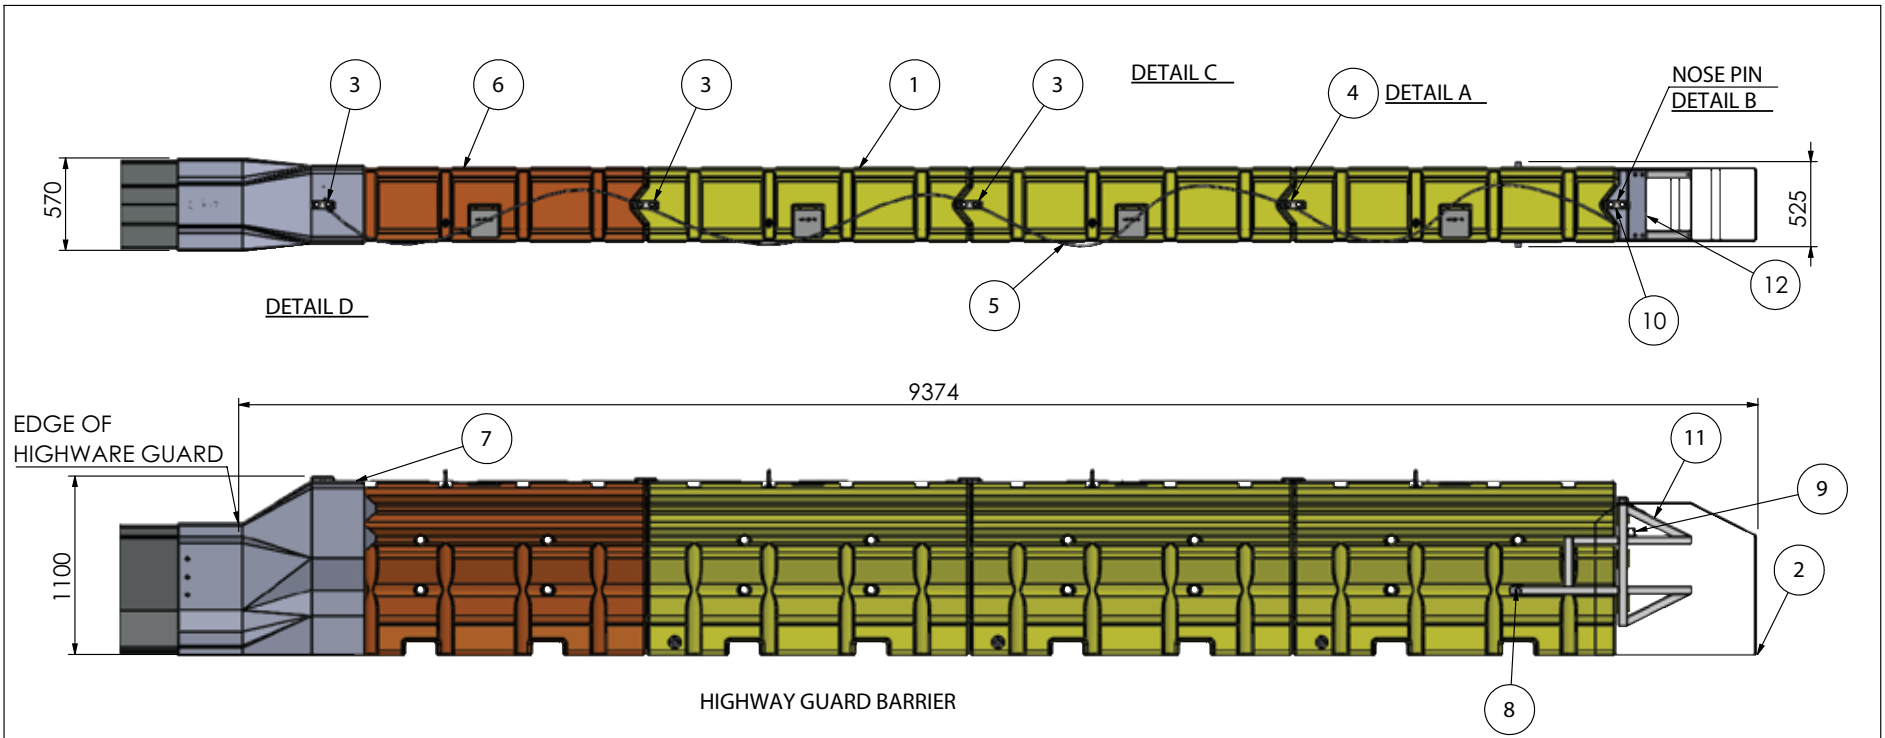 3
6
3
1
3
DETAIL C
4
DETAIL A
NOSE PIN
DETAIL B
570
525
DETAIL D
5
12
10
9374
EDGE OF
HIGHWARE GUARD
7
11
9
1100
2
8
HIGHWAY GUARD BARRIER